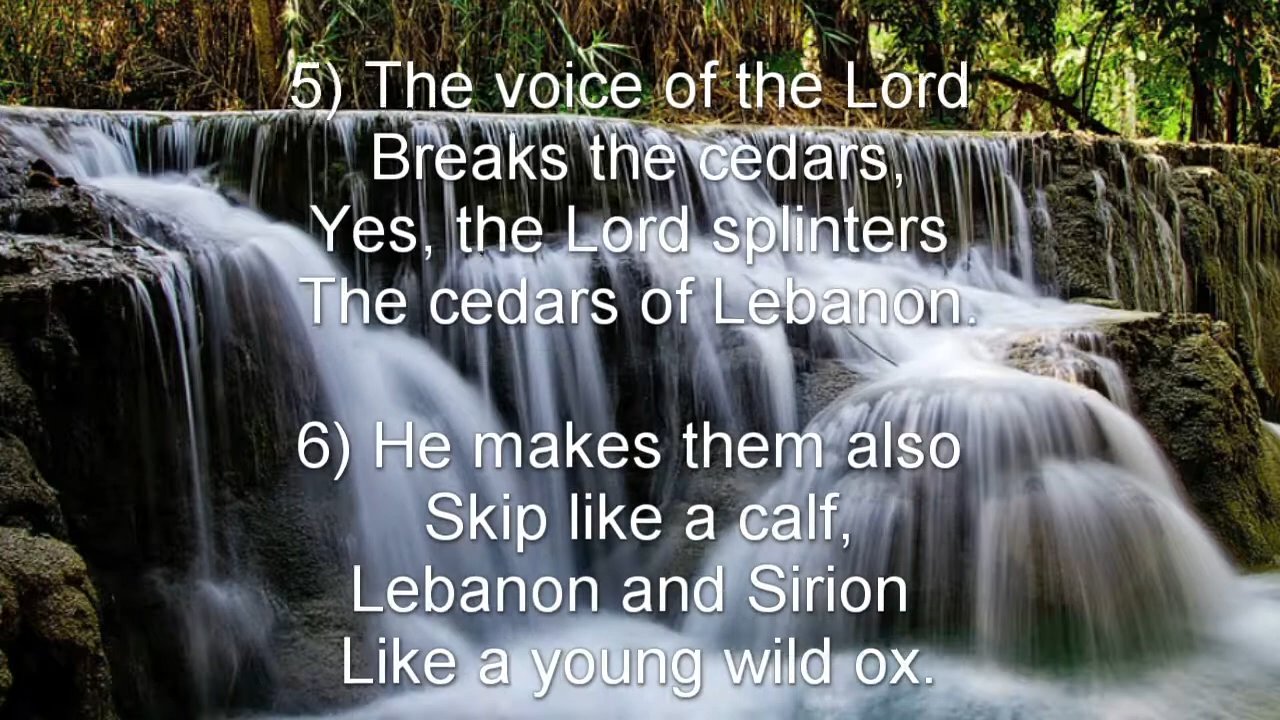 5) The voice of the Lord
Breaks the cedars,
Yes, the Lord splinters
The cedars of Lebanon.
6) He makes them also
Skip like a calf,
Lebanon and Sirion
Like a young wild ox.